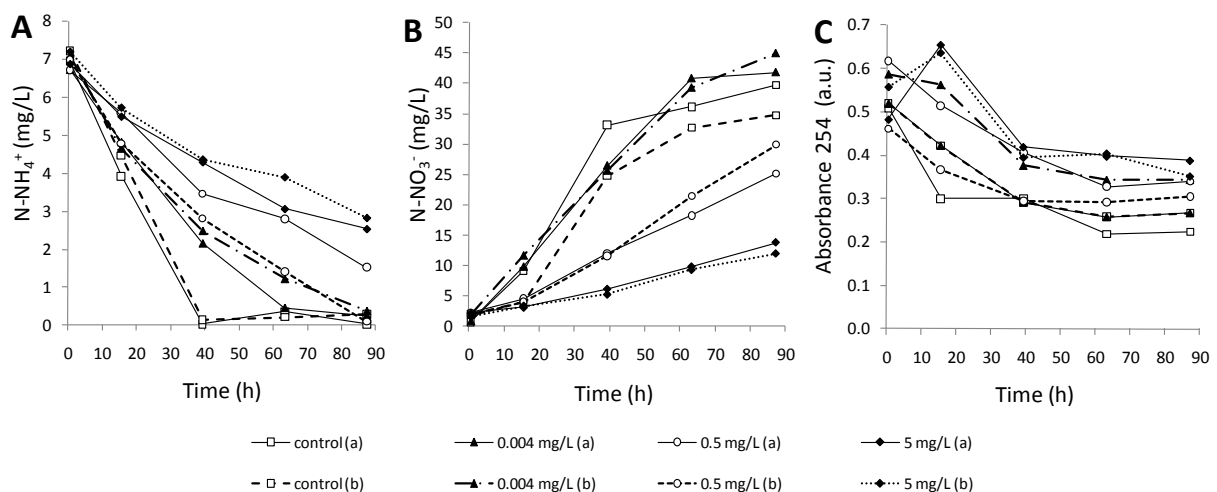 A
B
C
N-NH₄⁺ (mg/L)
8
7
6
5
4
3
2
1
0
0 10 20 30 40 50 60 70 80 90
Time (h)
N-NO₃⁻ (mg/L)
50
45
40
35
30
25
20
15
10
5
0
0 10 20 30 40 50 60 70 80 90
Time (h)
Absorbance 254 (a.u.)
0.7
0.6
0.5
0.4
0.3
0.2
0.1
0.0
0 10 20 30 40 50 60 70 80 90
Time (h)
control (a) 0.004 mg/L (a) 0.5 mg/L (a) 5 mg/L (a)
control (b) 0.004 mg/L (b) 0.5 mg/L (b) 5 mg/L (b)